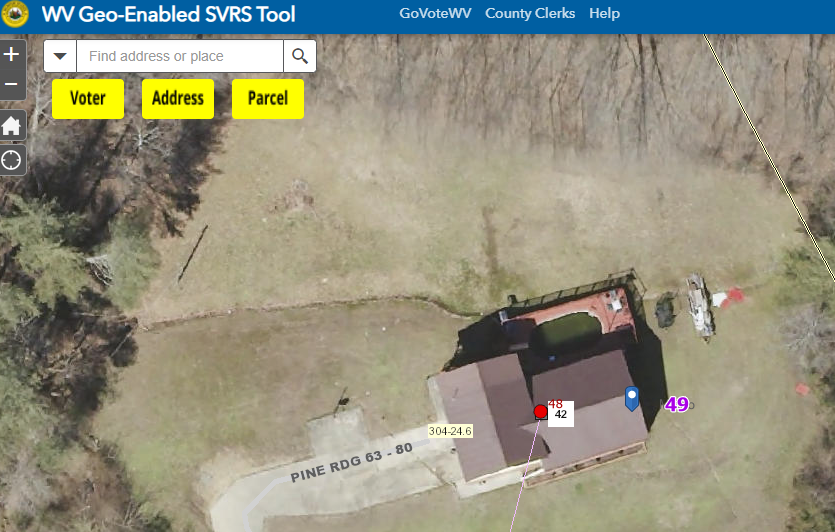 WV Geo-Enabled SVRS Tool
GoVoteWV County Clerks Help
Find address or place
Voter Address Parcel
48
42
49
304-24.6
PINE RDG 63 - 80